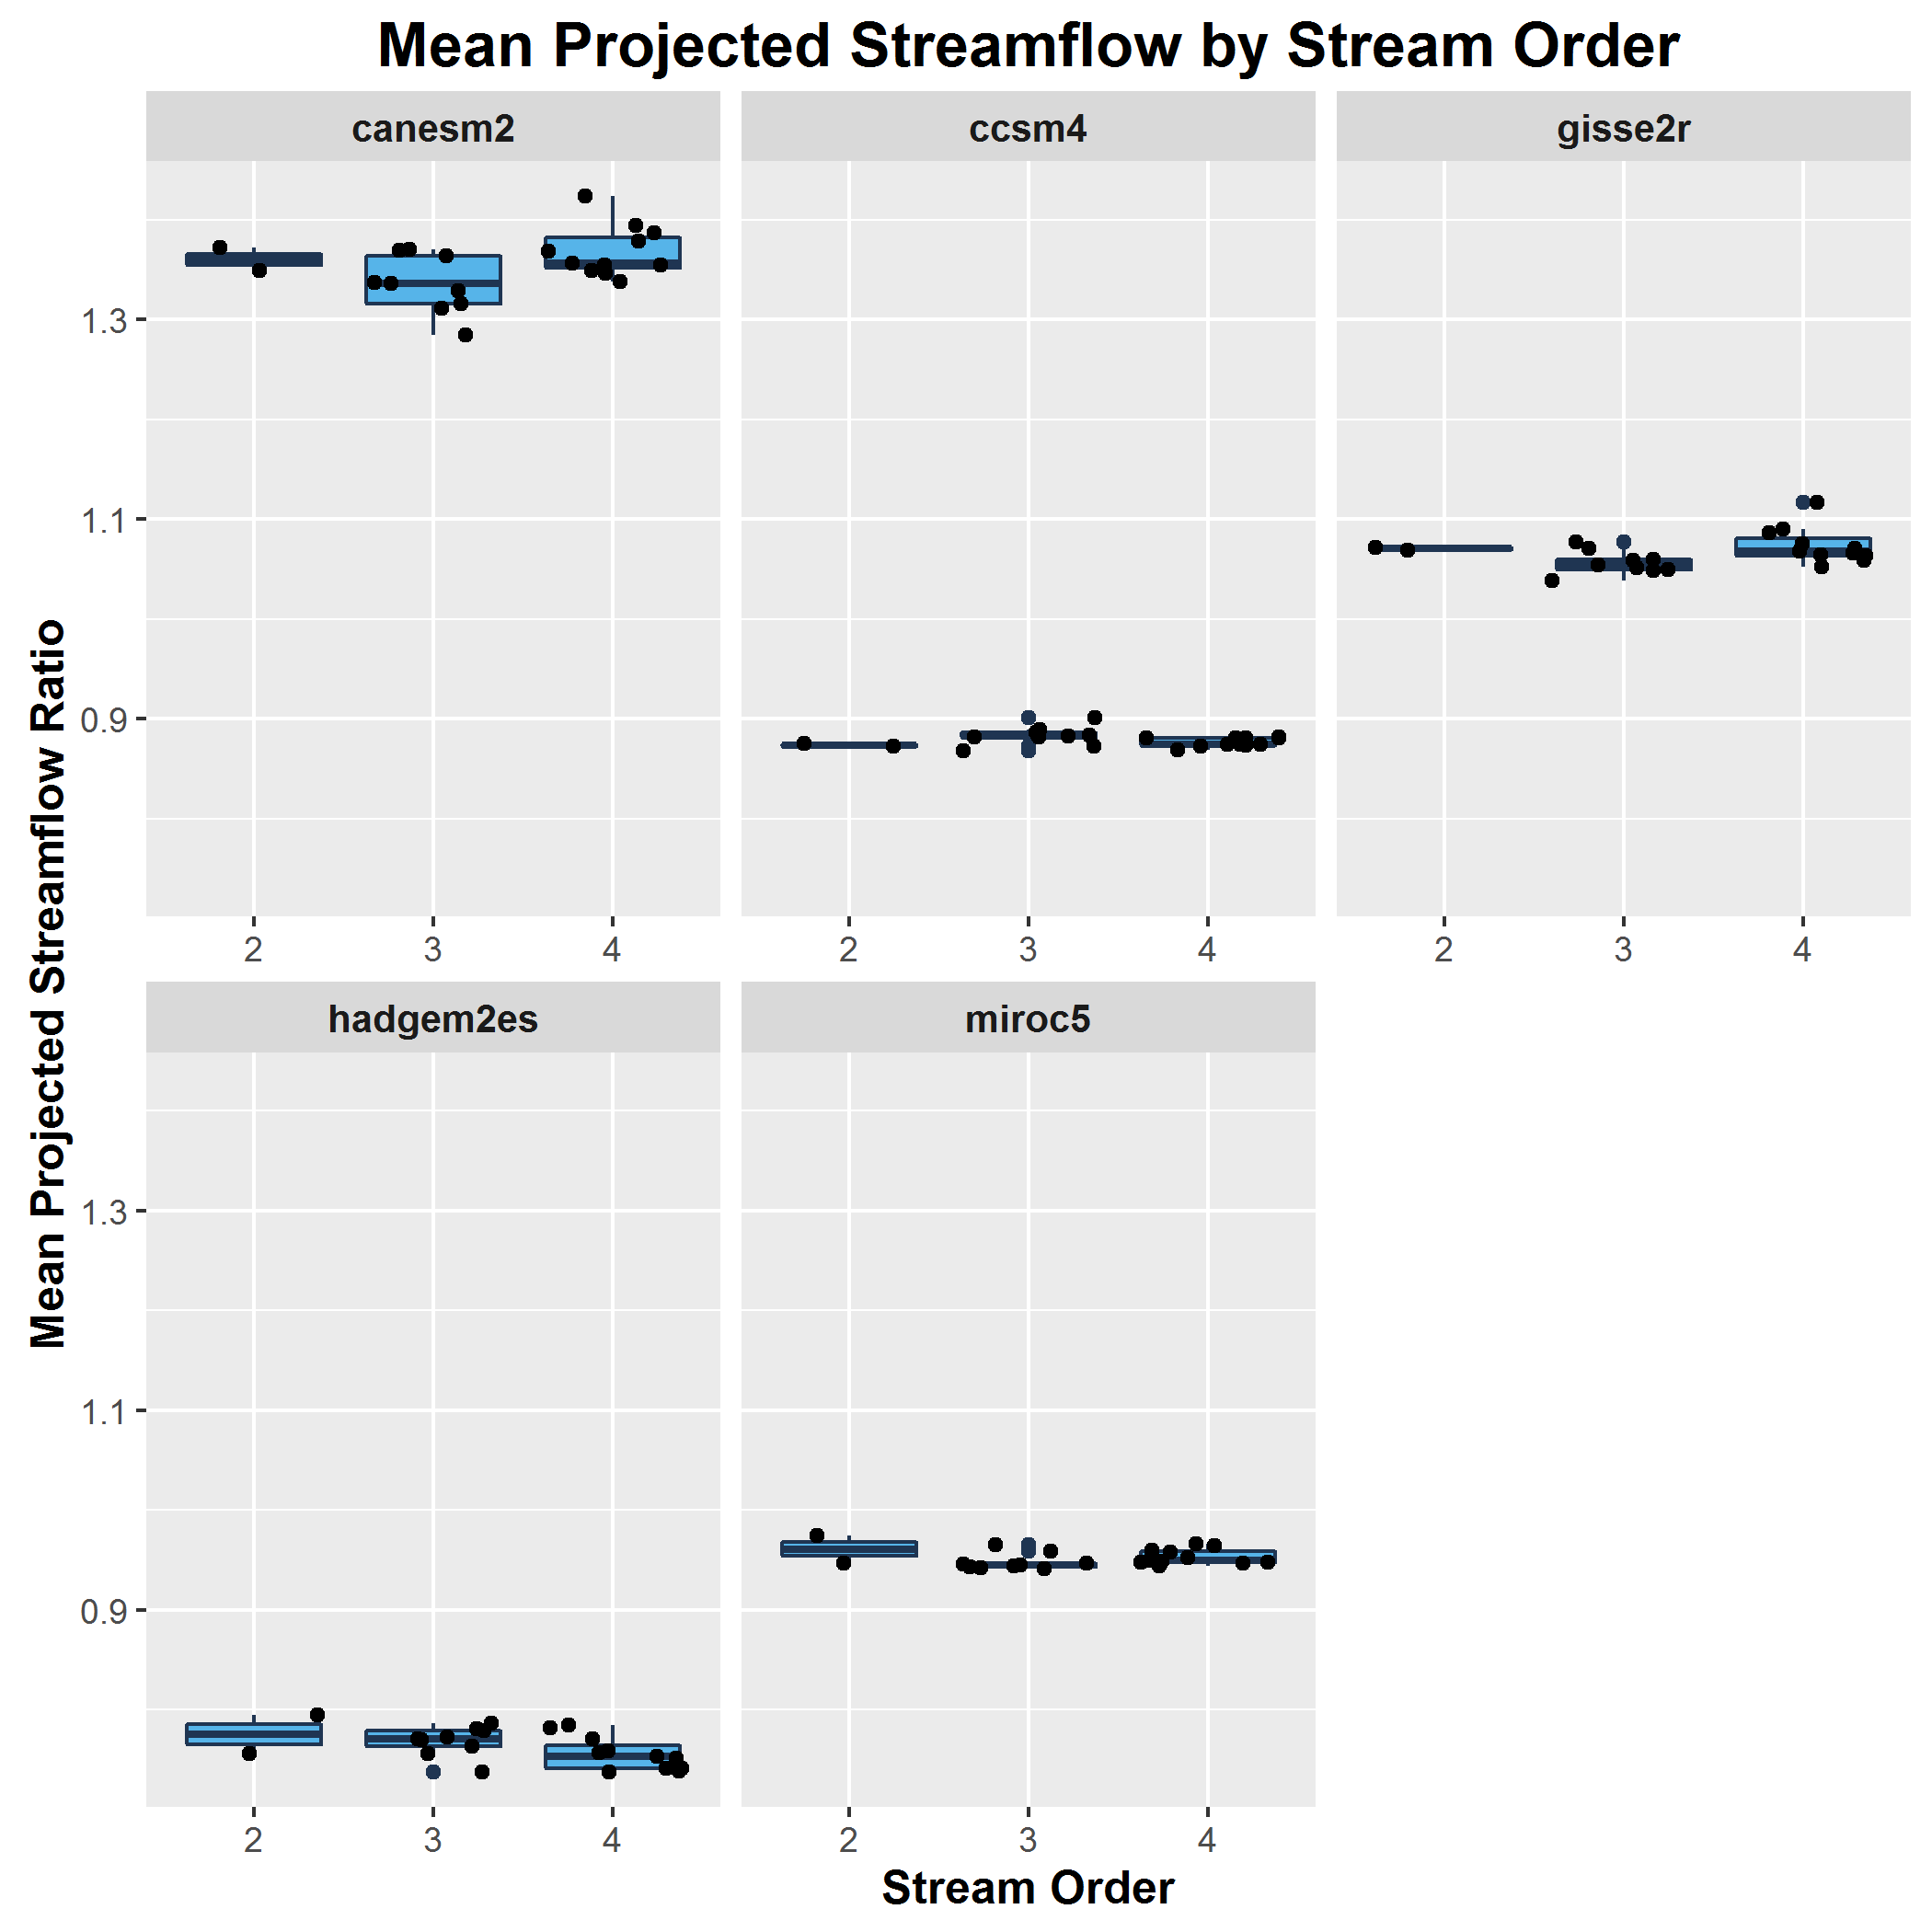 Mean Projected Streamflow by Stream Order
canesm2
ccsm4
gisse2r
Mean Projected Streamflow Ratio
1.3
1.1
0.9
2 3 4
2 3 4
2 3 4
hadgem2es
miroc5
1.3
1.1
0.9
2 3 4
2 3 4
Stream Order